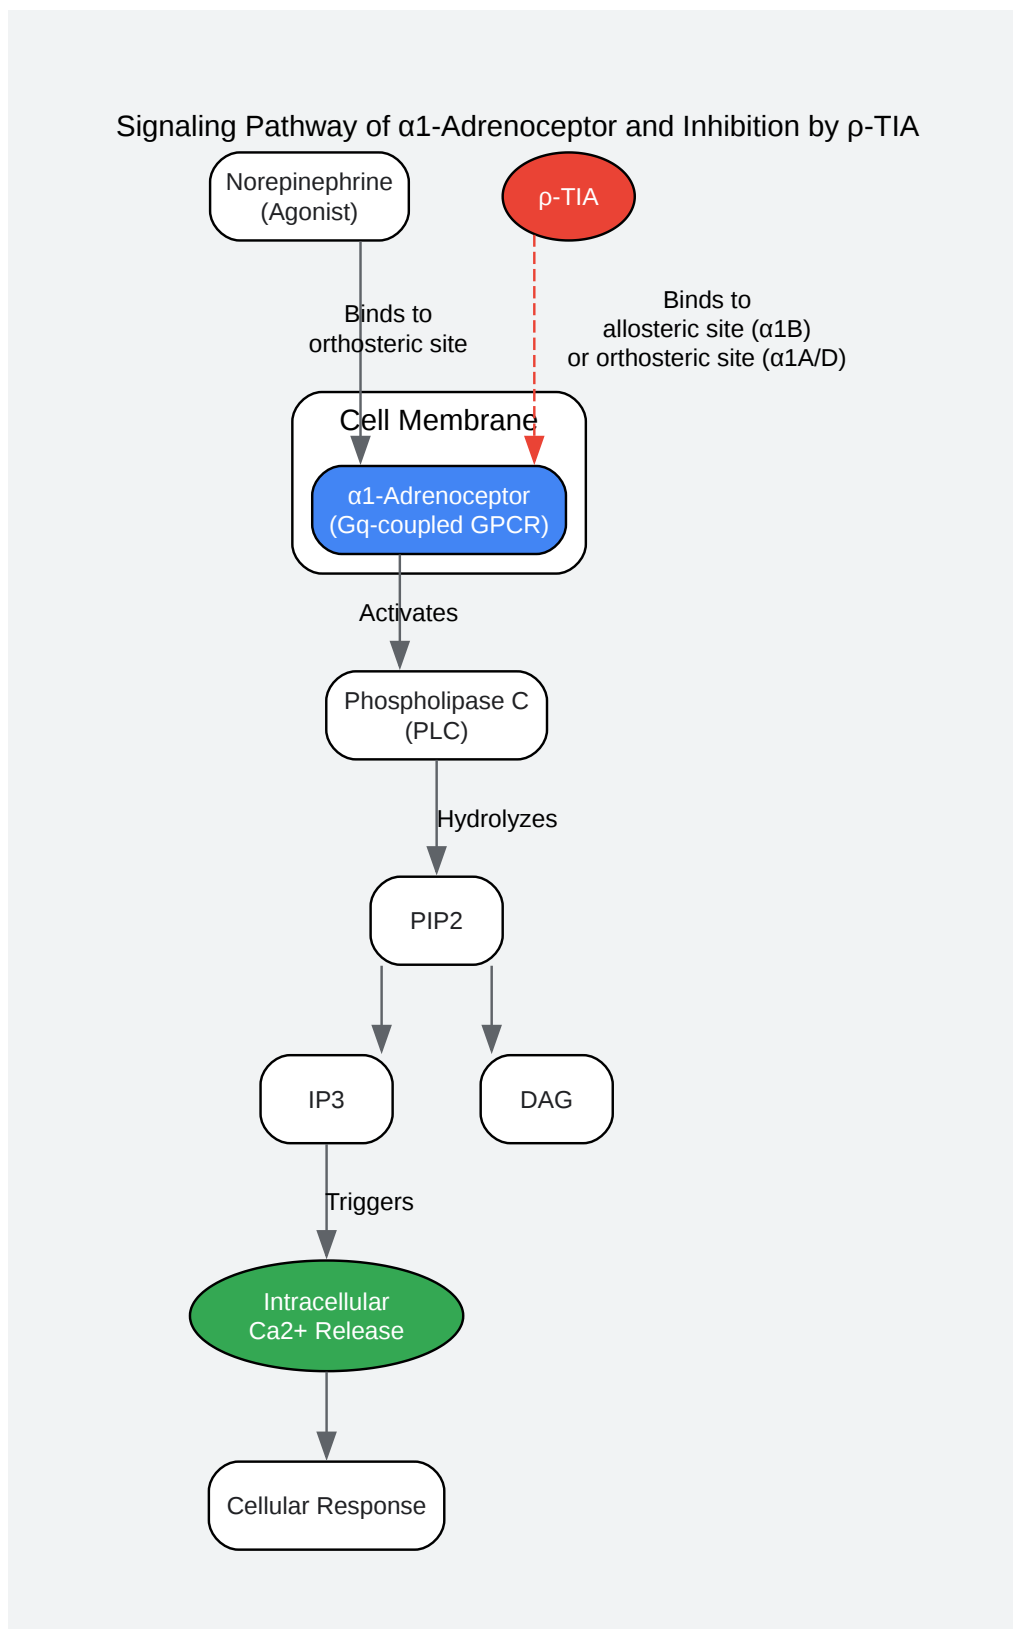 Signaling Pathway of α1-Adrenoceptor and Inhibition by ρ-TIA
Norepinephrine
(Agonist)
ρ-TIA
Binds to
orthosteric site
Binds to
allosteric site (α1B)
or orthosteric site (α1A/D)
Cell Membrane
α1-Adrenoceptor
(Gq-coupled GPCR)
Activates
Phospholipase C
(PLC)
Hydrolyzes
PIP2
IP3
DAG
Triggers
Intracellular
Ca2+ Release
Cellular Response